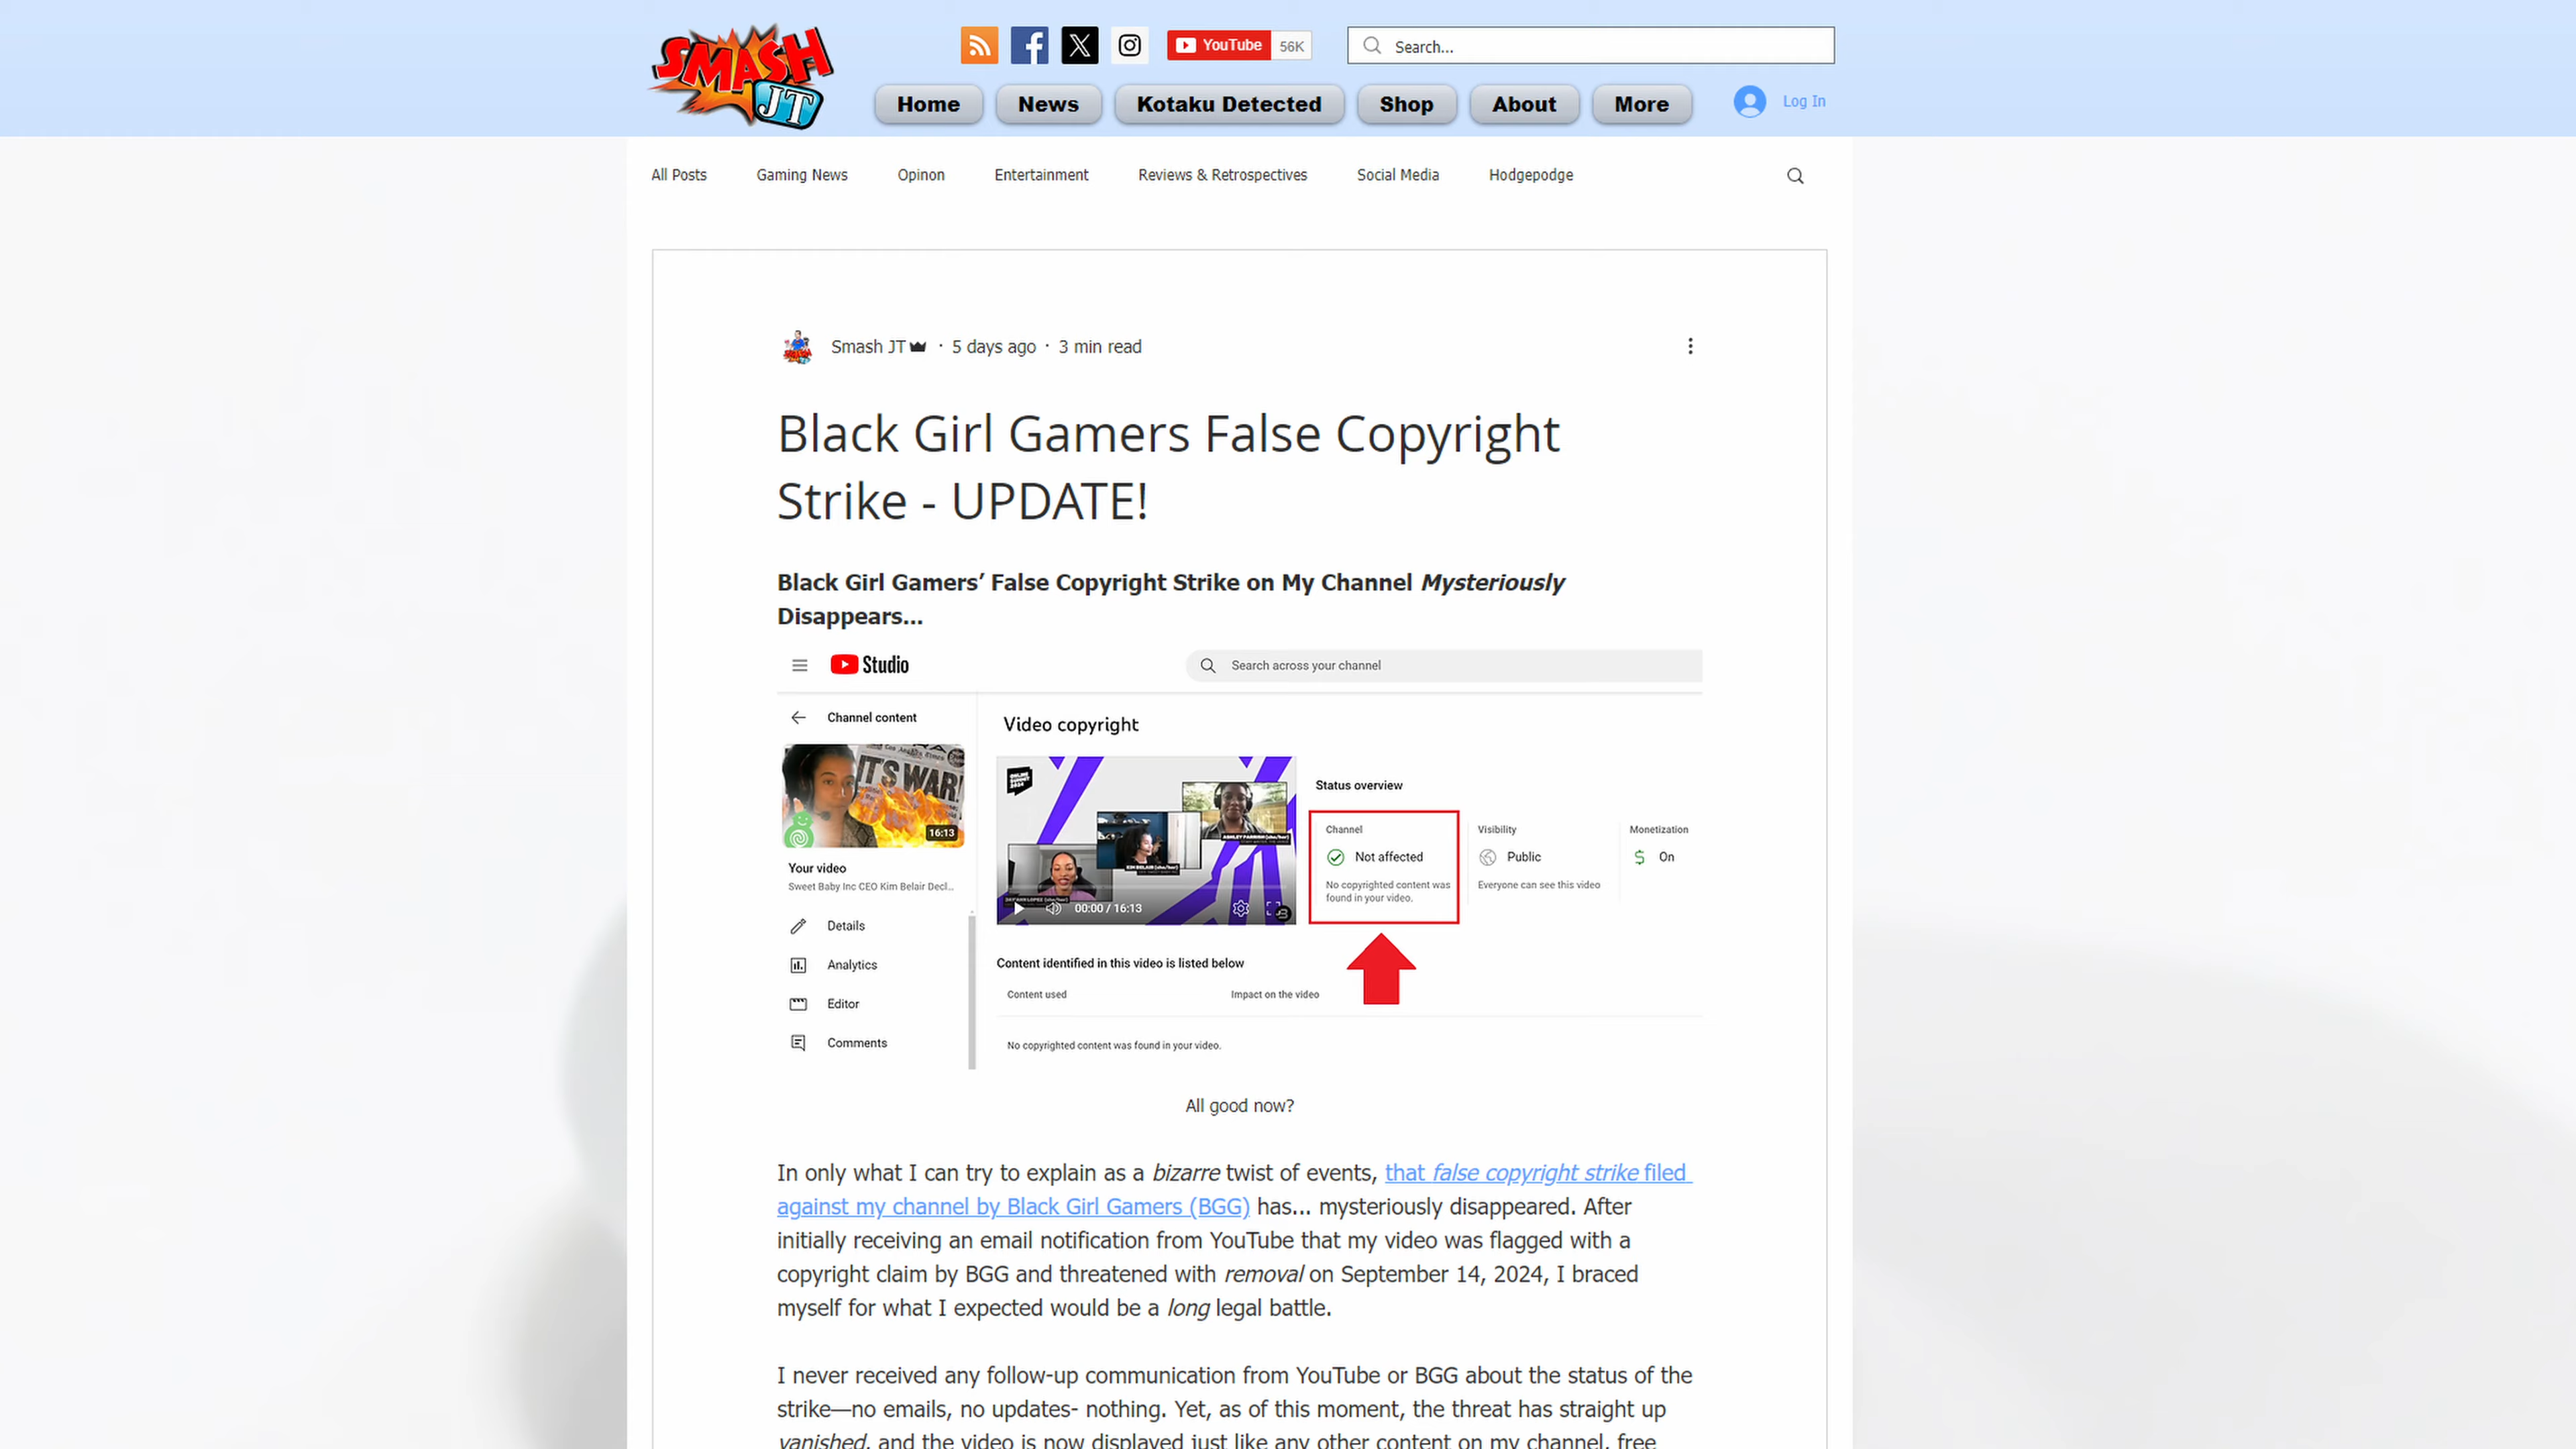 SMASH JT
YouTube 56K
Search...
Home News Kotaku Detected Shop About More
Log In
All Posts Gaming News Opinon Entertainment Reviews & Retrospectives Social Media Hodgepodge
Smash JT · 5 days ago · 3 min read
Black Girl Gamers False Copyright
Strike - UPDATE!
Black Girl Gamers’ False Copyright Strike on My Channel Mysteriously
Disappears...
Studio
Search across your channel
Channel content
IT'S WAR!
16:13
Your video
Sweet Baby Inc CEO Kim Belair Decl...
Details
Analytics
Editor
Comments
Video copyright
00:00 / 16:13
Status overview
Channel
Not affected
No copyrighted content was
found in your video.
Visibility
Public
Everyone can see this video
Monetization
On
Content identified in this video is listed below
Content used Impact on the video
No copyrighted content was found in your video.
All good now?
In only what I can try to explain as a bizarre twist of events, that false copyright strike filed
against my channel by Black Girl Gamers (BGG) has... mysteriously disappeared. After
initially receiving an email notification from YouTube that my video was flagged with a
copyright claim by BGG and threatened with removal on September 14, 2024, I braced
myself for what I expected would be a long legal battle.
I never received any follow-up communication from YouTube or BGG about the status of the
strike—no emails, no updates- nothing. Yet, as of this moment, the threat has straight up
vanished, and the video is now displayed just like any other content on my channel, free